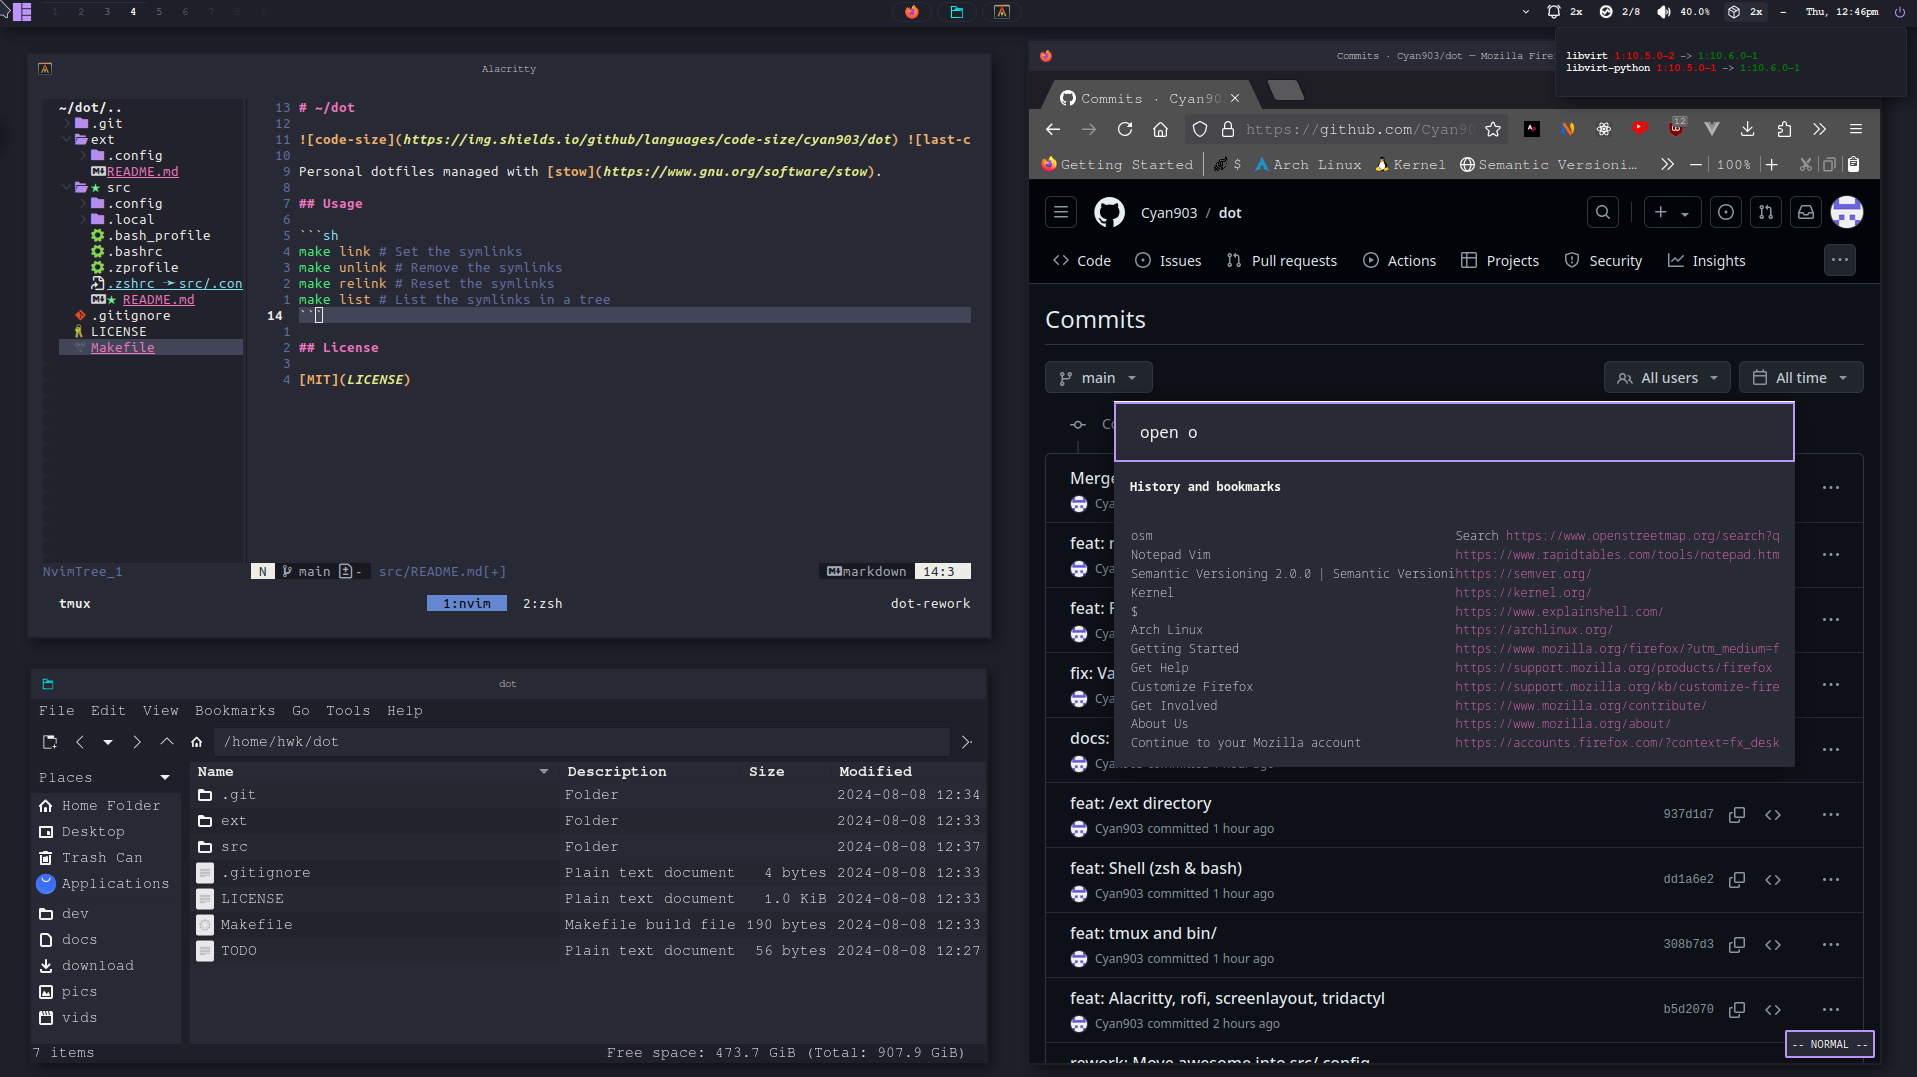 1 2 3 4 5 6 7 8 9
2x
2/8
40.0%
2x
–
Thu, 12:46pm
libvirt 1:10.5.0-2 -> 1:10.6.0-1
libvirt-python 1:10.5.0-1 -> 1:10.6.0-1
Alacritty
~/dot/..
.git
ext
.config
README.md
src
.config
.local
.bash_profile
.bashrc
.zprofile
.zshrc → src/.con
README.md
.gitignore
LICENSE
Makefile
13 # ~/dot
12
11 ![code-size](https://img.shields.io/github/languages/code-size/cyan903/dot) ![last-c
10
9 Personal dotfiles managed with [stow](https://www.gnu.org/software/stow).
8
7 ## Usage
6
5 ```sh
4 make link # Set the symlinks
3 make unlink # Remove the symlinks
2 make relink # Reset the symlinks
1 make list # List the symlinks in a tree
14 ```
1
2 ## License
3
4 [MIT](LICENSE)
NvimTree_1
N main - src/README.md[+]
markdown 14:3
tmux 1:nvim 2:zsh dot-rework
dot
File Edit View Bookmarks Go Tools Help
/home/hwk/dot
Places
Home Folder
Desktop
Trash Can
Applications
dev
docs
download
pics
vids
Name Description Size Modified
.git Folder 2024-08-08 12:34
ext Folder 2024-08-08 12:33
src Folder 2024-08-08 12:37
.gitignore Plain text document 4 bytes 2024-08-08 12:33
LICENSE Plain text document 1.0 KiB 2024-08-08 12:33
Makefile Makefile build file 190 bytes 2024-08-08 12:33
TODO Plain text document 56 bytes 2024-08-08 12:27
7 items
Free space: 473.7 GiB (Total: 907.9 GiB)
Commits · Cyan903/dot — Mozilla Fire
Commits · Cyan903
https://github.com/Cyan90
12
Getting Started
$
Arch Linux
Kernel
Semantic Versioni…
100%
Cyan903 / dot
Code
Issues
Pull requests
Actions
Projects
Security
Insights
Commits
main
All users
All time
Co
Merge
Cya
feat: r
Cya
feat: F
Cya
fix: Va
Cya
docs:
Cyan903 committed 1 hour ago
open o
History and bookmarks
osm Search https://www.openstreetmap.org/search?q
Notepad Vim https://www.rapidtables.com/tools/notepad.htm
Semantic Versioning 2.0.0 | Semantic Versioni https://semver.org/
Kernel https://kernel.org/
$ https://www.explainshell.com/
Arch Linux https://archlinux.org/
Getting Started https://www.mozilla.org/firefox/?utm_medium=f
Get Help https://support.mozilla.org/products/firefox
Customize Firefox https://support.mozilla.org/kb/customize-fire
Get Involved https://www.mozilla.org/contribute/
About Us https://www.mozilla.org/about/
Continue to your Mozilla account https://accounts.firefox.com/?context=fx_desk
feat: /ext directory
Cyan903 committed 1 hour ago
937d1d7
feat: Shell (zsh & bash)
Cyan903 committed 1 hour ago
dd1a6e2
feat: tmux and bin/
Cyan903 committed 1 hour ago
308b7d3
feat: Alacritty, rofi, screenlayout, tridactyl
Cyan903 committed 2 hours ago
b5d2070
rework: Move awesome into src/.config
-- NORMAL --